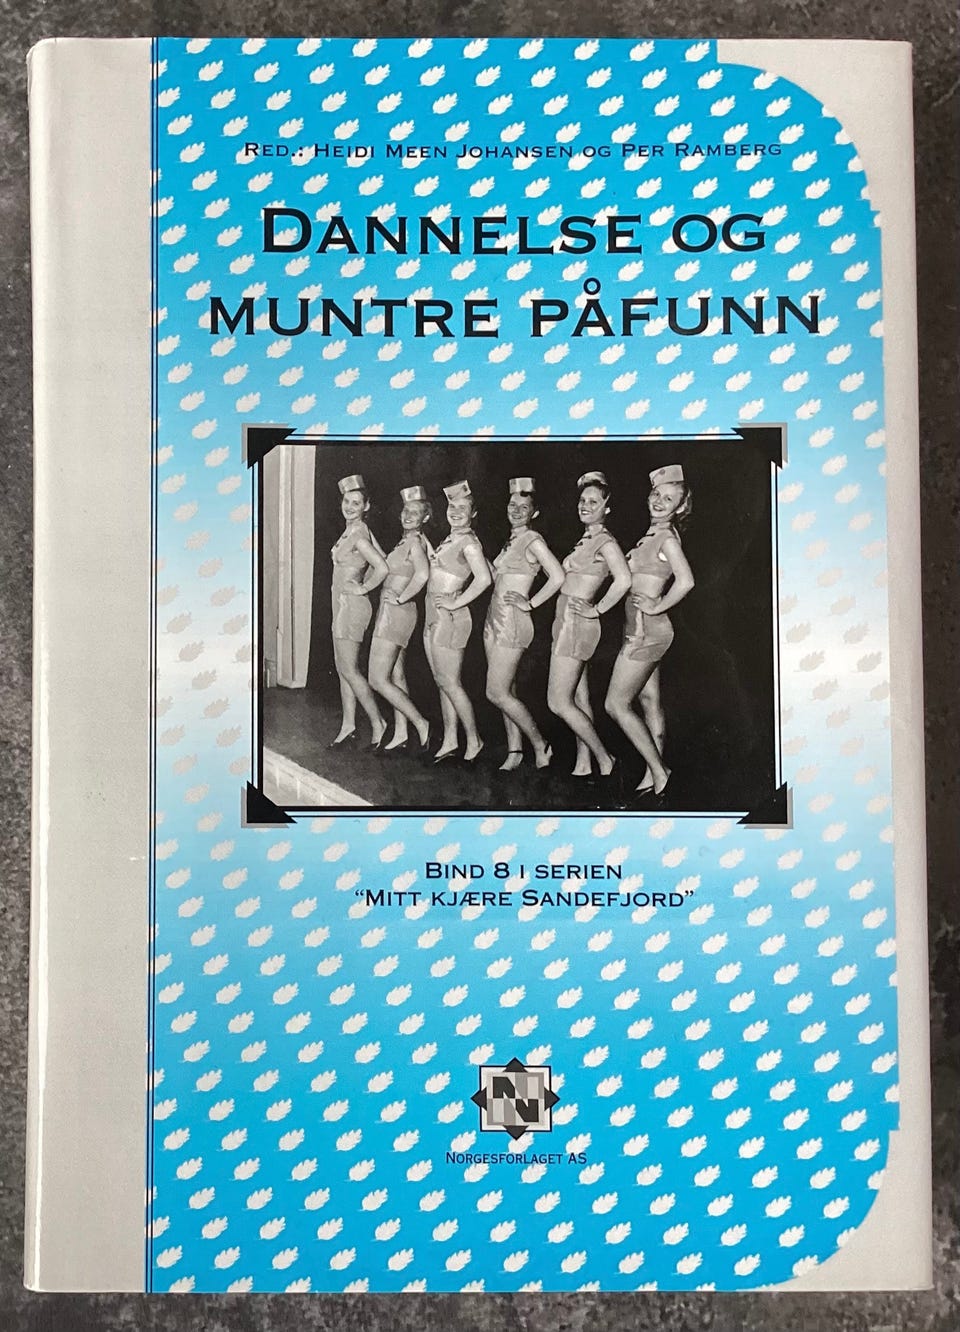 Red.: Heidi Meen Johansen og Per Ramberg
Dannelse og
muntre påfunn
Bind 8 i serien
“Mitt kjære Sandefjord”
NN
Norgesforlaget AS